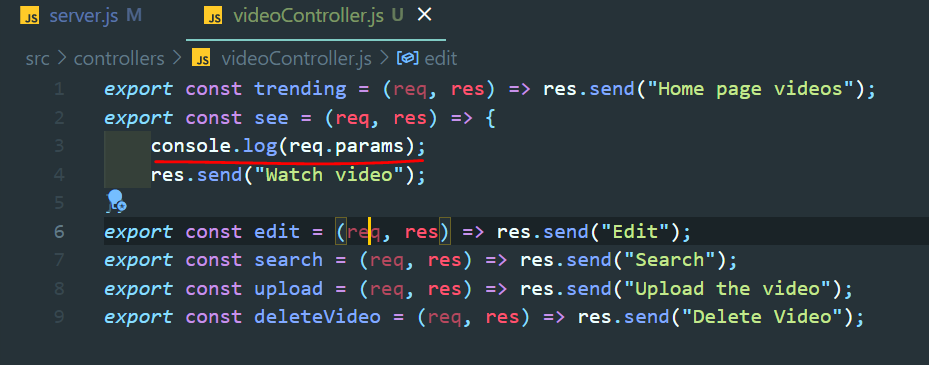 JS server.js M JS videoController.js U
src > controllers > JS videoController.js > edit
1 export const trending = (req, res) => res.send("Home page videos");
2 export const see = (req, res) => {
3 console.log(req.params);
4 res.send("Watch video");
5
6 export const edit = (req, res) => res.send("Edit");
7 export const search = (req, res) => res.send("Search");
8 export const upload = (req, res) => res.send("Upload the video");
9 export const deleteVideo = (req, res) => res.send("Delete Video");